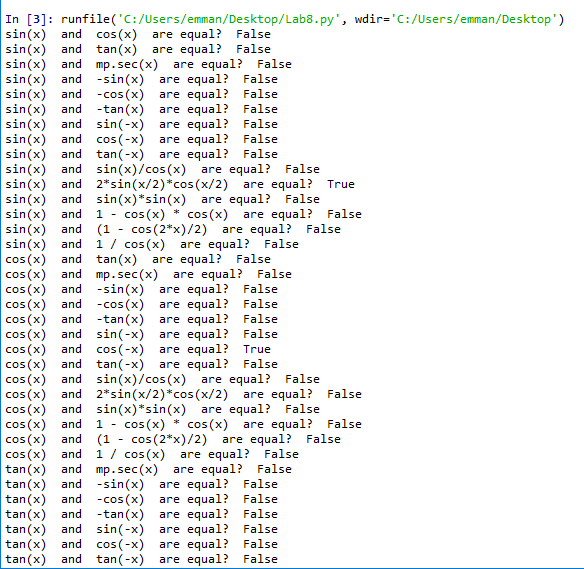 In [3]: runfile('C:/Users/emman/Desktop/Lab8.py', wdir='C:/Users/emman/Desktop')
sin(x)  and  cos(x)  are equal?  False
sin(x)  and  tan(x)  are equal?  False
sin(x)  and  mp.sec(x)  are equal?  False
sin(x)  and  -sin(x)  are equal?  False
sin(x)  and  -cos(x)  are equal?  False
sin(x)  and  -tan(x)  are equal?  False
sin(x)  and  sin(-x)  are equal?  False
sin(x)  and  cos(-x)  are equal?  False
sin(x)  and  tan(-x)  are equal?  False
sin(x)  and  sin(x)/cos(x)  are equal?  False
sin(x)  and  2*sin(x/2)*cos(x/2)  are equal?  True
sin(x)  and  sin(x)*sin(x)  are equal?  False
sin(x)  and  1 - cos(x) * cos(x)  are equal?  False
sin(x)  and  (1 - cos(2*x)/2)  are equal?  False
sin(x)  and  1 / cos(x)  are equal?  False
cos(x)  and  tan(x)  are equal?  False
cos(x)  and  mp.sec(x)  are equal?  False
cos(x)  and  -sin(x)  are equal?  False
cos(x)  and  -cos(x)  are equal?  False
cos(x)  and  -tan(x)  are equal?  False
cos(x)  and  sin(-x)  are equal?  False
cos(x)  and  cos(-x)  are equal?  True
cos(x)  and  tan(-x)  are equal?  False
cos(x)  and  sin(x)/cos(x)  are equal?  False
cos(x)  and  2*sin(x/2)*cos(x/2)  are equal?  False
cos(x)  and  sin(x)*sin(x)  are equal?  False
cos(x)  and  1 - cos(x) * cos(x)  are equal?  False
cos(x)  and  (1 - cos(2*x)/2)  are equal?  False
cos(x)  and  1 / cos(x)  are equal?  False
tan(x)  and  mp.sec(x)  are equal?  False
tan(x)  and  -sin(x)  are equal?  False
tan(x)  and  -cos(x)  are equal?  False
tan(x)  and  -tan(x)  are equal?  False
tan(x)  and  sin(-x)  are equal?  False
tan(x)  and  cos(-x)  are equal?  False
tan(x)  and  tan(-x)  are equal?  False